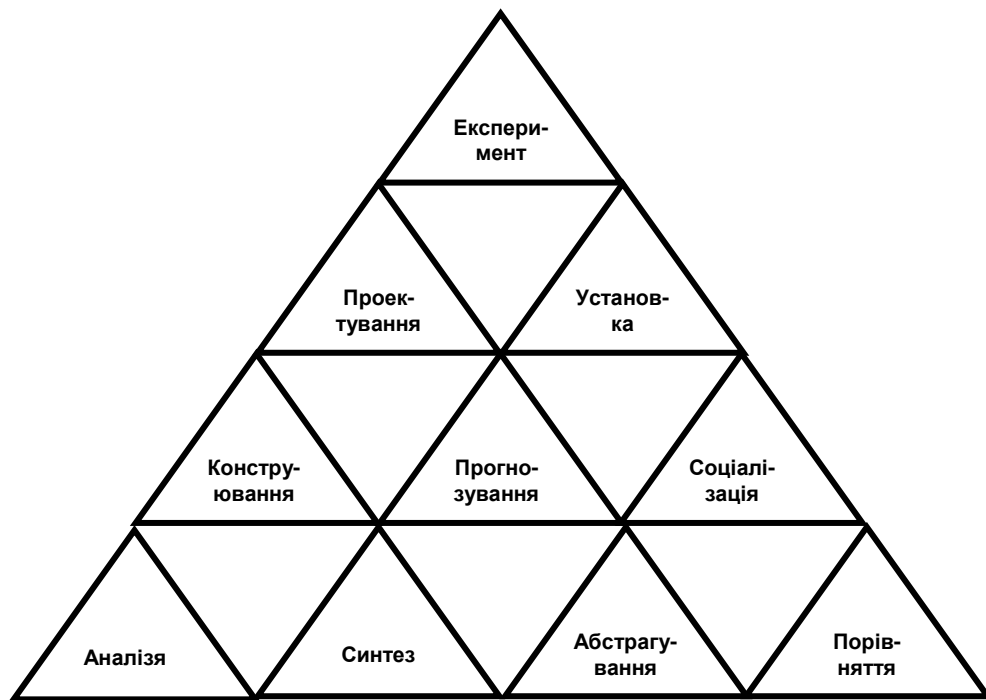 Експери-
мент
Проек-
тування
Установ-
ка
Констру-
ювання
Прогно-
зування
Соціалі-
зація
Аналізя
Синтез
Абстрагу-
вання
Порів-
няття